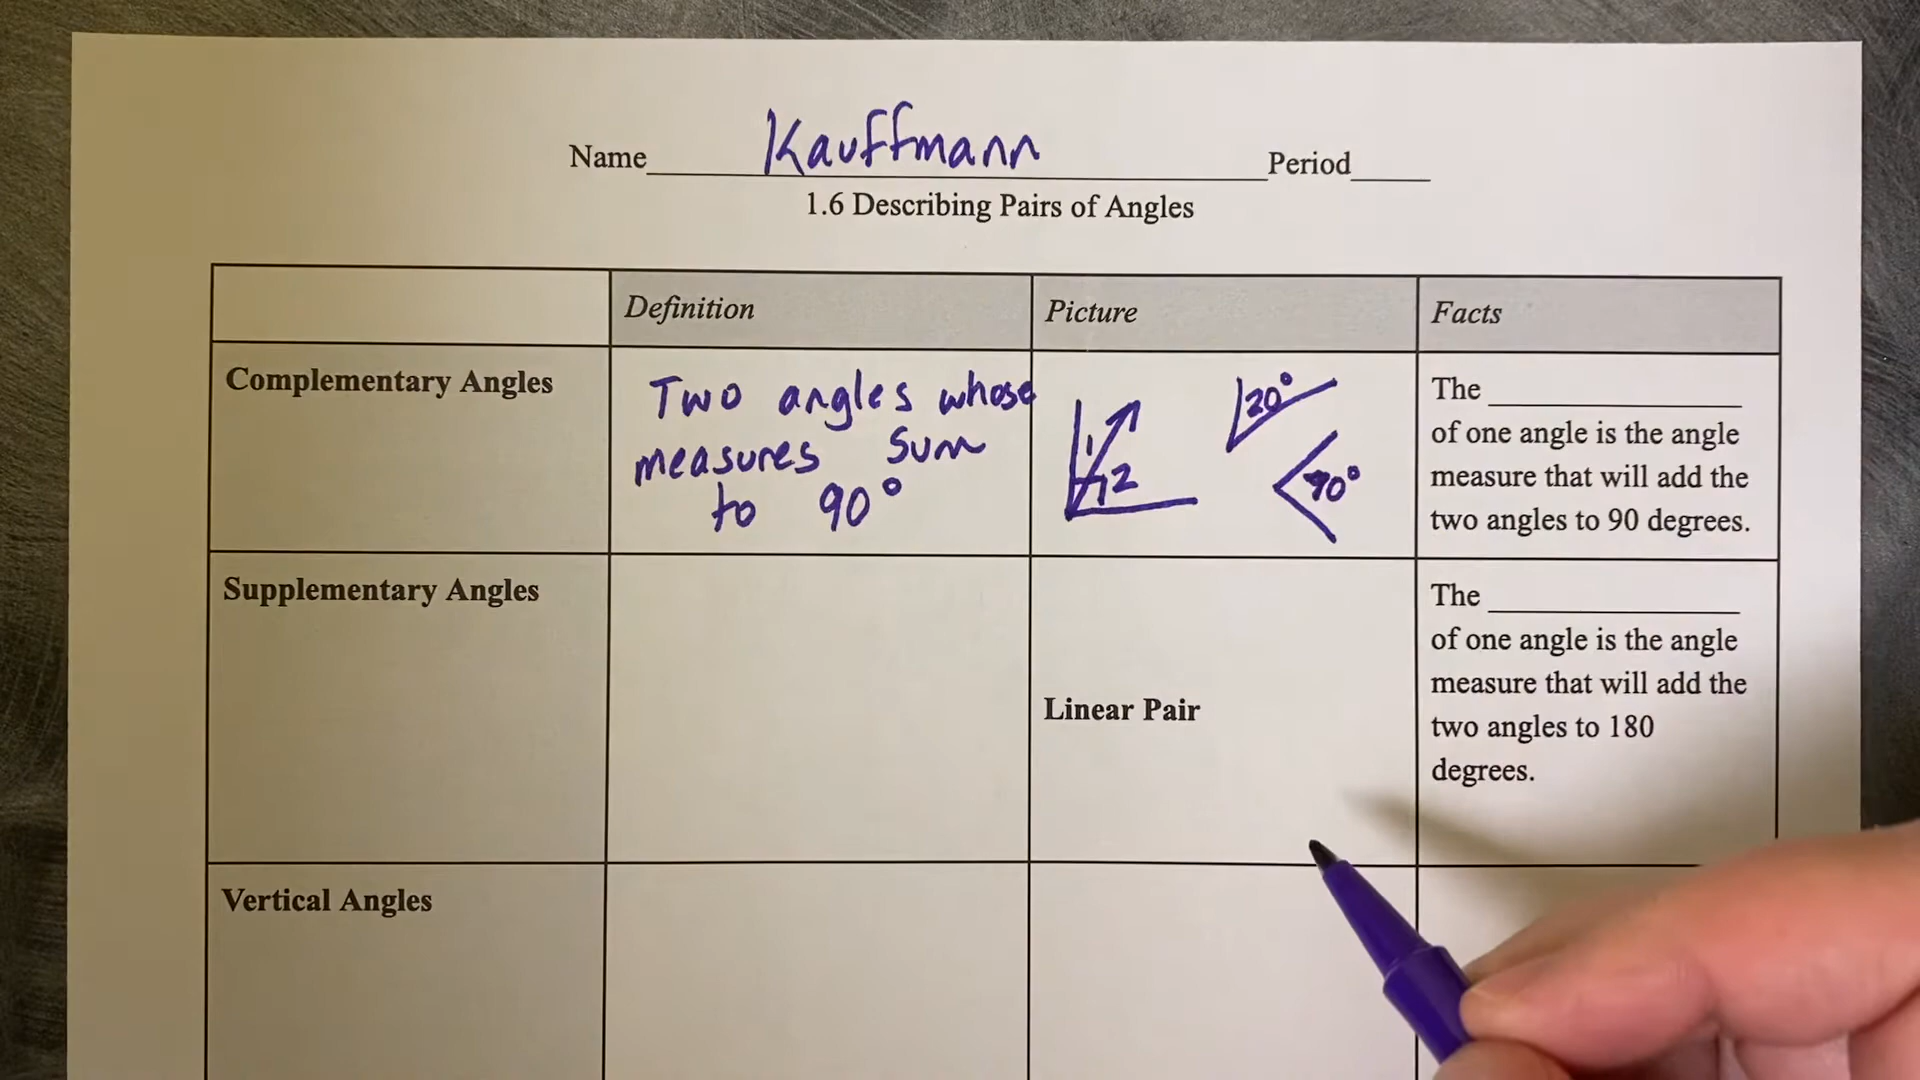 Name Kauffmann Period
1.6 Describing Pairs of Angles
Definition Picture Facts
Complementary Angles
Two angles whose
measures sum
to 90°
1
2
20°
70°
The
of one angle is the angle
measure that will add the
two angles to 90 degrees.
Supplementary Angles
Linear Pair
The
of one angle is the angle
measure that will add the
two angles to 180
degrees.
Vertical Angles